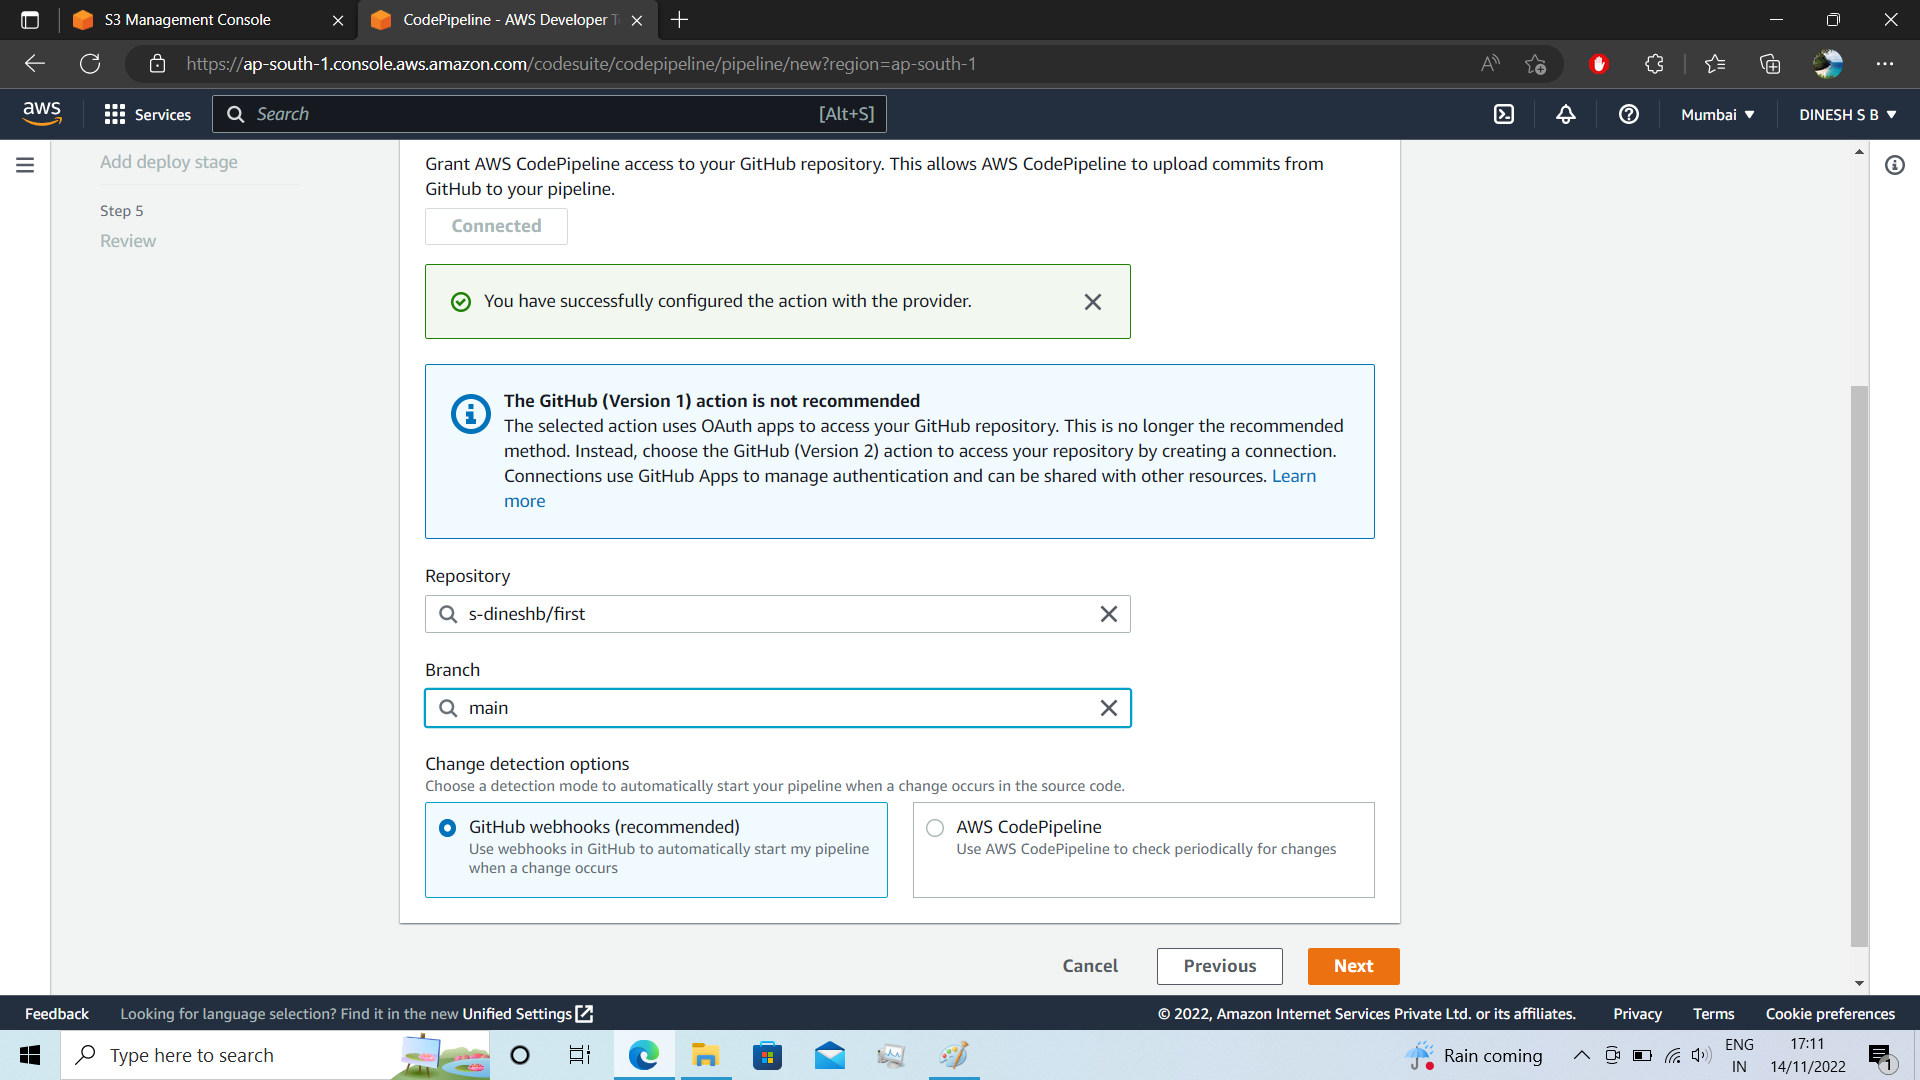 S3 Management Console
CodePipeline - AWS Developer T
https://ap-south-1.console.aws.amazon.com/codesuite/codepipeline/pipeline/new?region=ap-south-1
aws
Services
Search
[Alt+S]
Mumbai ▼
DINESH S B ▼
Add deploy stage
Step 5
Review
Grant AWS CodePipeline access to your GitHub repository. This allows AWS CodePipeline to upload commits from
GitHub to your pipeline.
Connected
You have successfully configured the action with the provider.
The GitHub (Version 1) action is not recommended
The selected action uses OAuth apps to access your GitHub repository. This is no longer the recommended
method. Instead, choose the GitHub (Version 2) action to access your repository by creating a connection.
Connections use GitHub Apps to manage authentication and can be shared with other resources. Learn
more
Repository
s-dineshb/first
Branch
main
Change detection options
Choose a detection mode to automatically start your pipeline when a change occurs in the source code.
GitHub webhooks (recommended)
Use webhooks in GitHub to automatically start my pipeline
when a change occurs
AWS CodePipeline
Use AWS CodePipeline to check periodically for changes
Cancel
Previous
Next
Feedback
Looking for language selection? Find it in the new Unified Settings
© 2022, Amazon Internet Services Private Ltd. or its affiliates.
Privacy
Terms
Cookie preferences
Type here to search
Rain coming
ENG
IN
17:11
14/11/2022
1